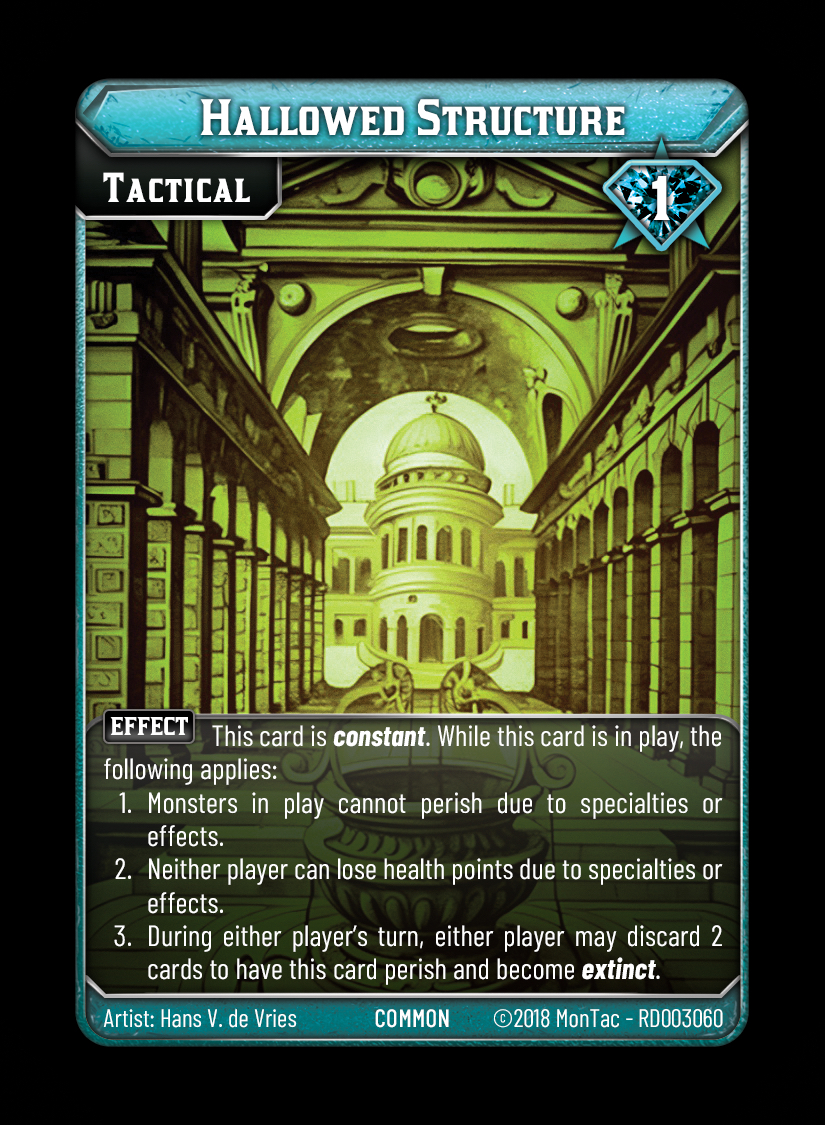 Hallowed Structure
Tactical
1
EFFECT This card is constant. While this card is in play, the
following applies:
1. Monsters in play cannot perish due to specialties or
effects.
2. Neither player can lose health points due to specialties or
effects.
3. During either player's turn, either player may discard 2
cards to have this card perish and become extinct.
Artist: Hans V. de Vries COMMON ©2018 MonTac - RD003060